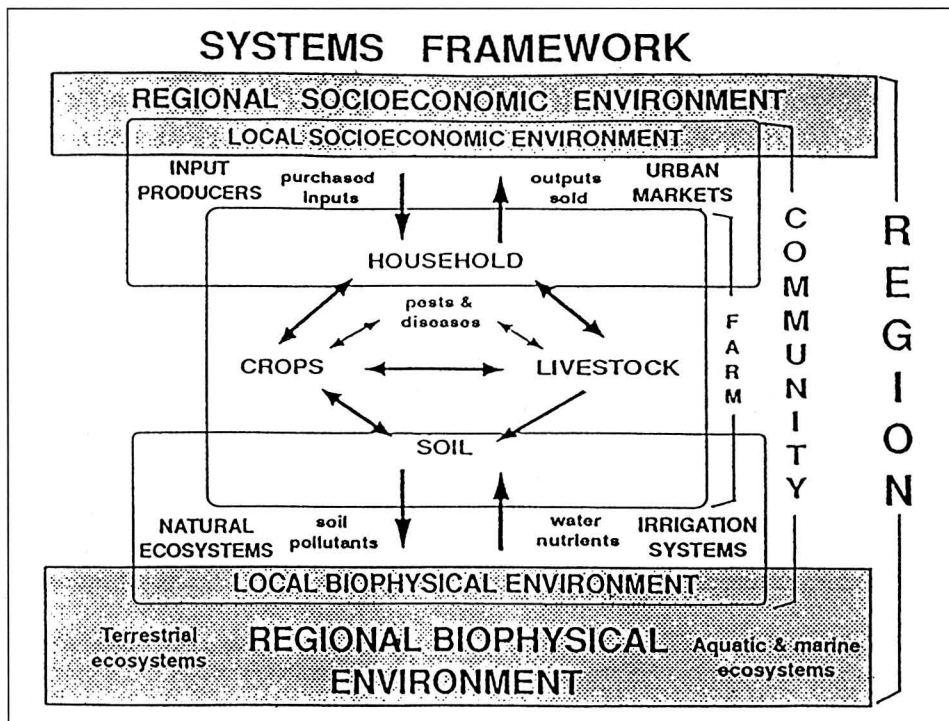 SYSTEMS FRAMEWORK
REGIONAL SOCIOECONOMIC ENVIRONMENT
LOCAL SOCIOECONOMIC ENVIRONMENT
INPUT
PRODUCERS
purchased
inputs
outputs
sold
URBAN
MARKETS
HOUSEHOLD
pests &
diseases
CROPS
LIVESTOCK
SOIL
NATURAL
ECOSYSTEMS
soil
pollutants
water
nutrients
IRRIGATION
SYSTEMS
LOCAL BIOPHYSICAL ENVIRONMENT
Terrestrial
ecosystems
REGIONAL BIOPHYSICAL
ENVIRONMENT
Aquatic & marine
ecosystems
FARM
COMMUNITY
REGION